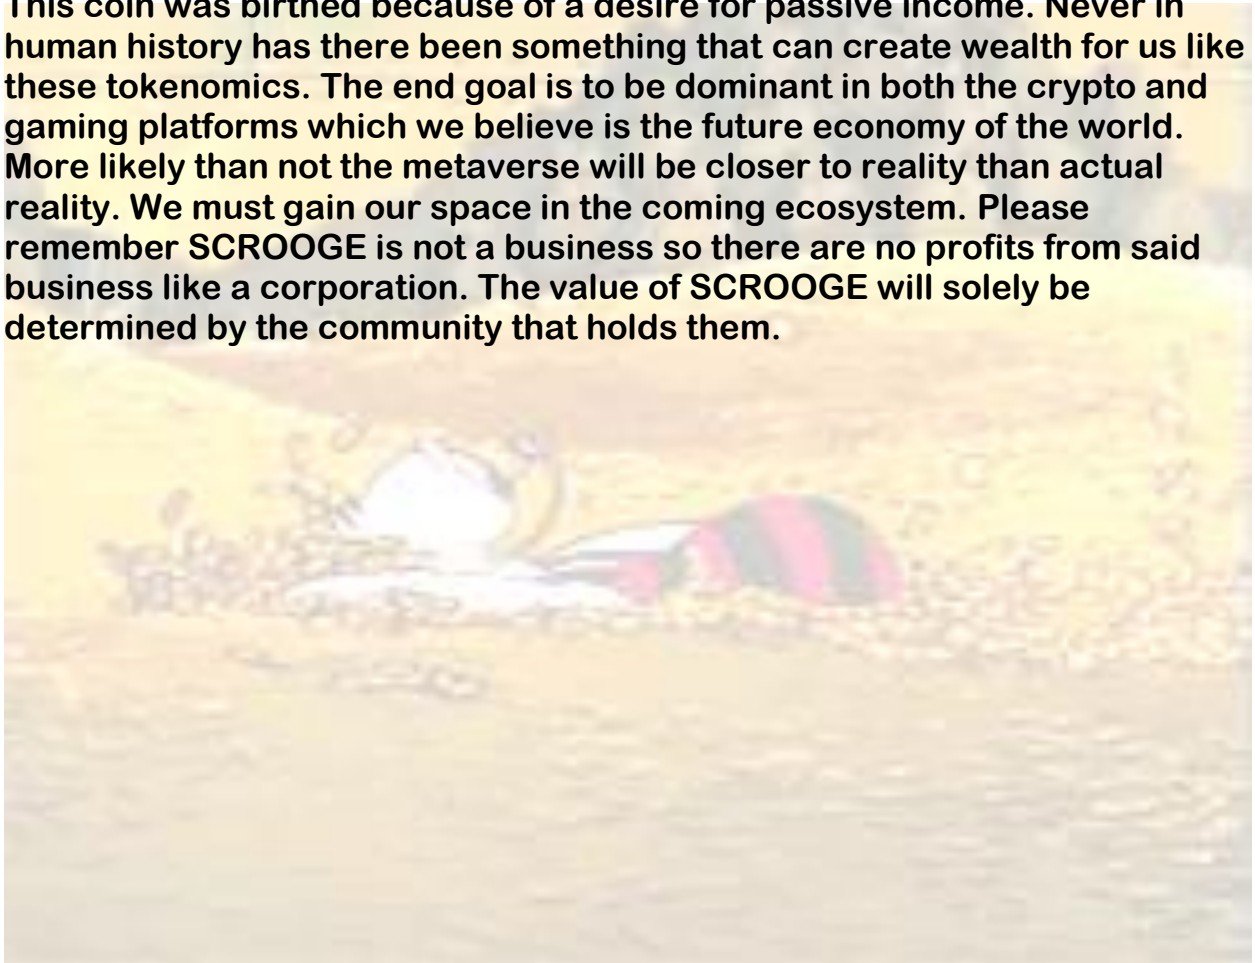 This coin was birthed because of a desire for passive income. Never in
human history has there been something that can create wealth for us like
these tokenomics. The end goal is to be dominant in both the crypto and
gaming platforms which we believe is the future economy of the world.
More likely than not the metaverse will be closer to reality than actual
reality. We must gain our space in the coming ecosystem. Please
remember SCROOGE is not a business so there are no profits from said
business like a corporation. The value of SCROOGE will solely be
determined by the community that holds them.